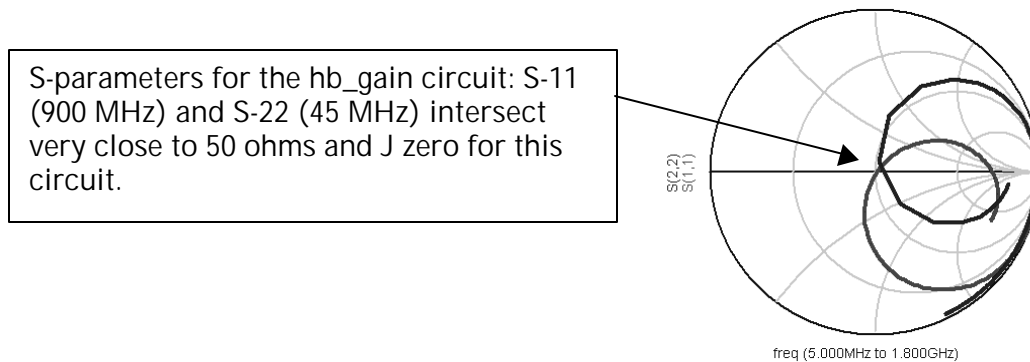 S-parameters for the hb_gain circuit: S-11
(900 MHz) and S-22 (45 MHz) intersect
very close to 50 ohms and J zero for this
circuit.
S(2,2)
S(1,1)
freq (5.000MHz to 1.800GHz)